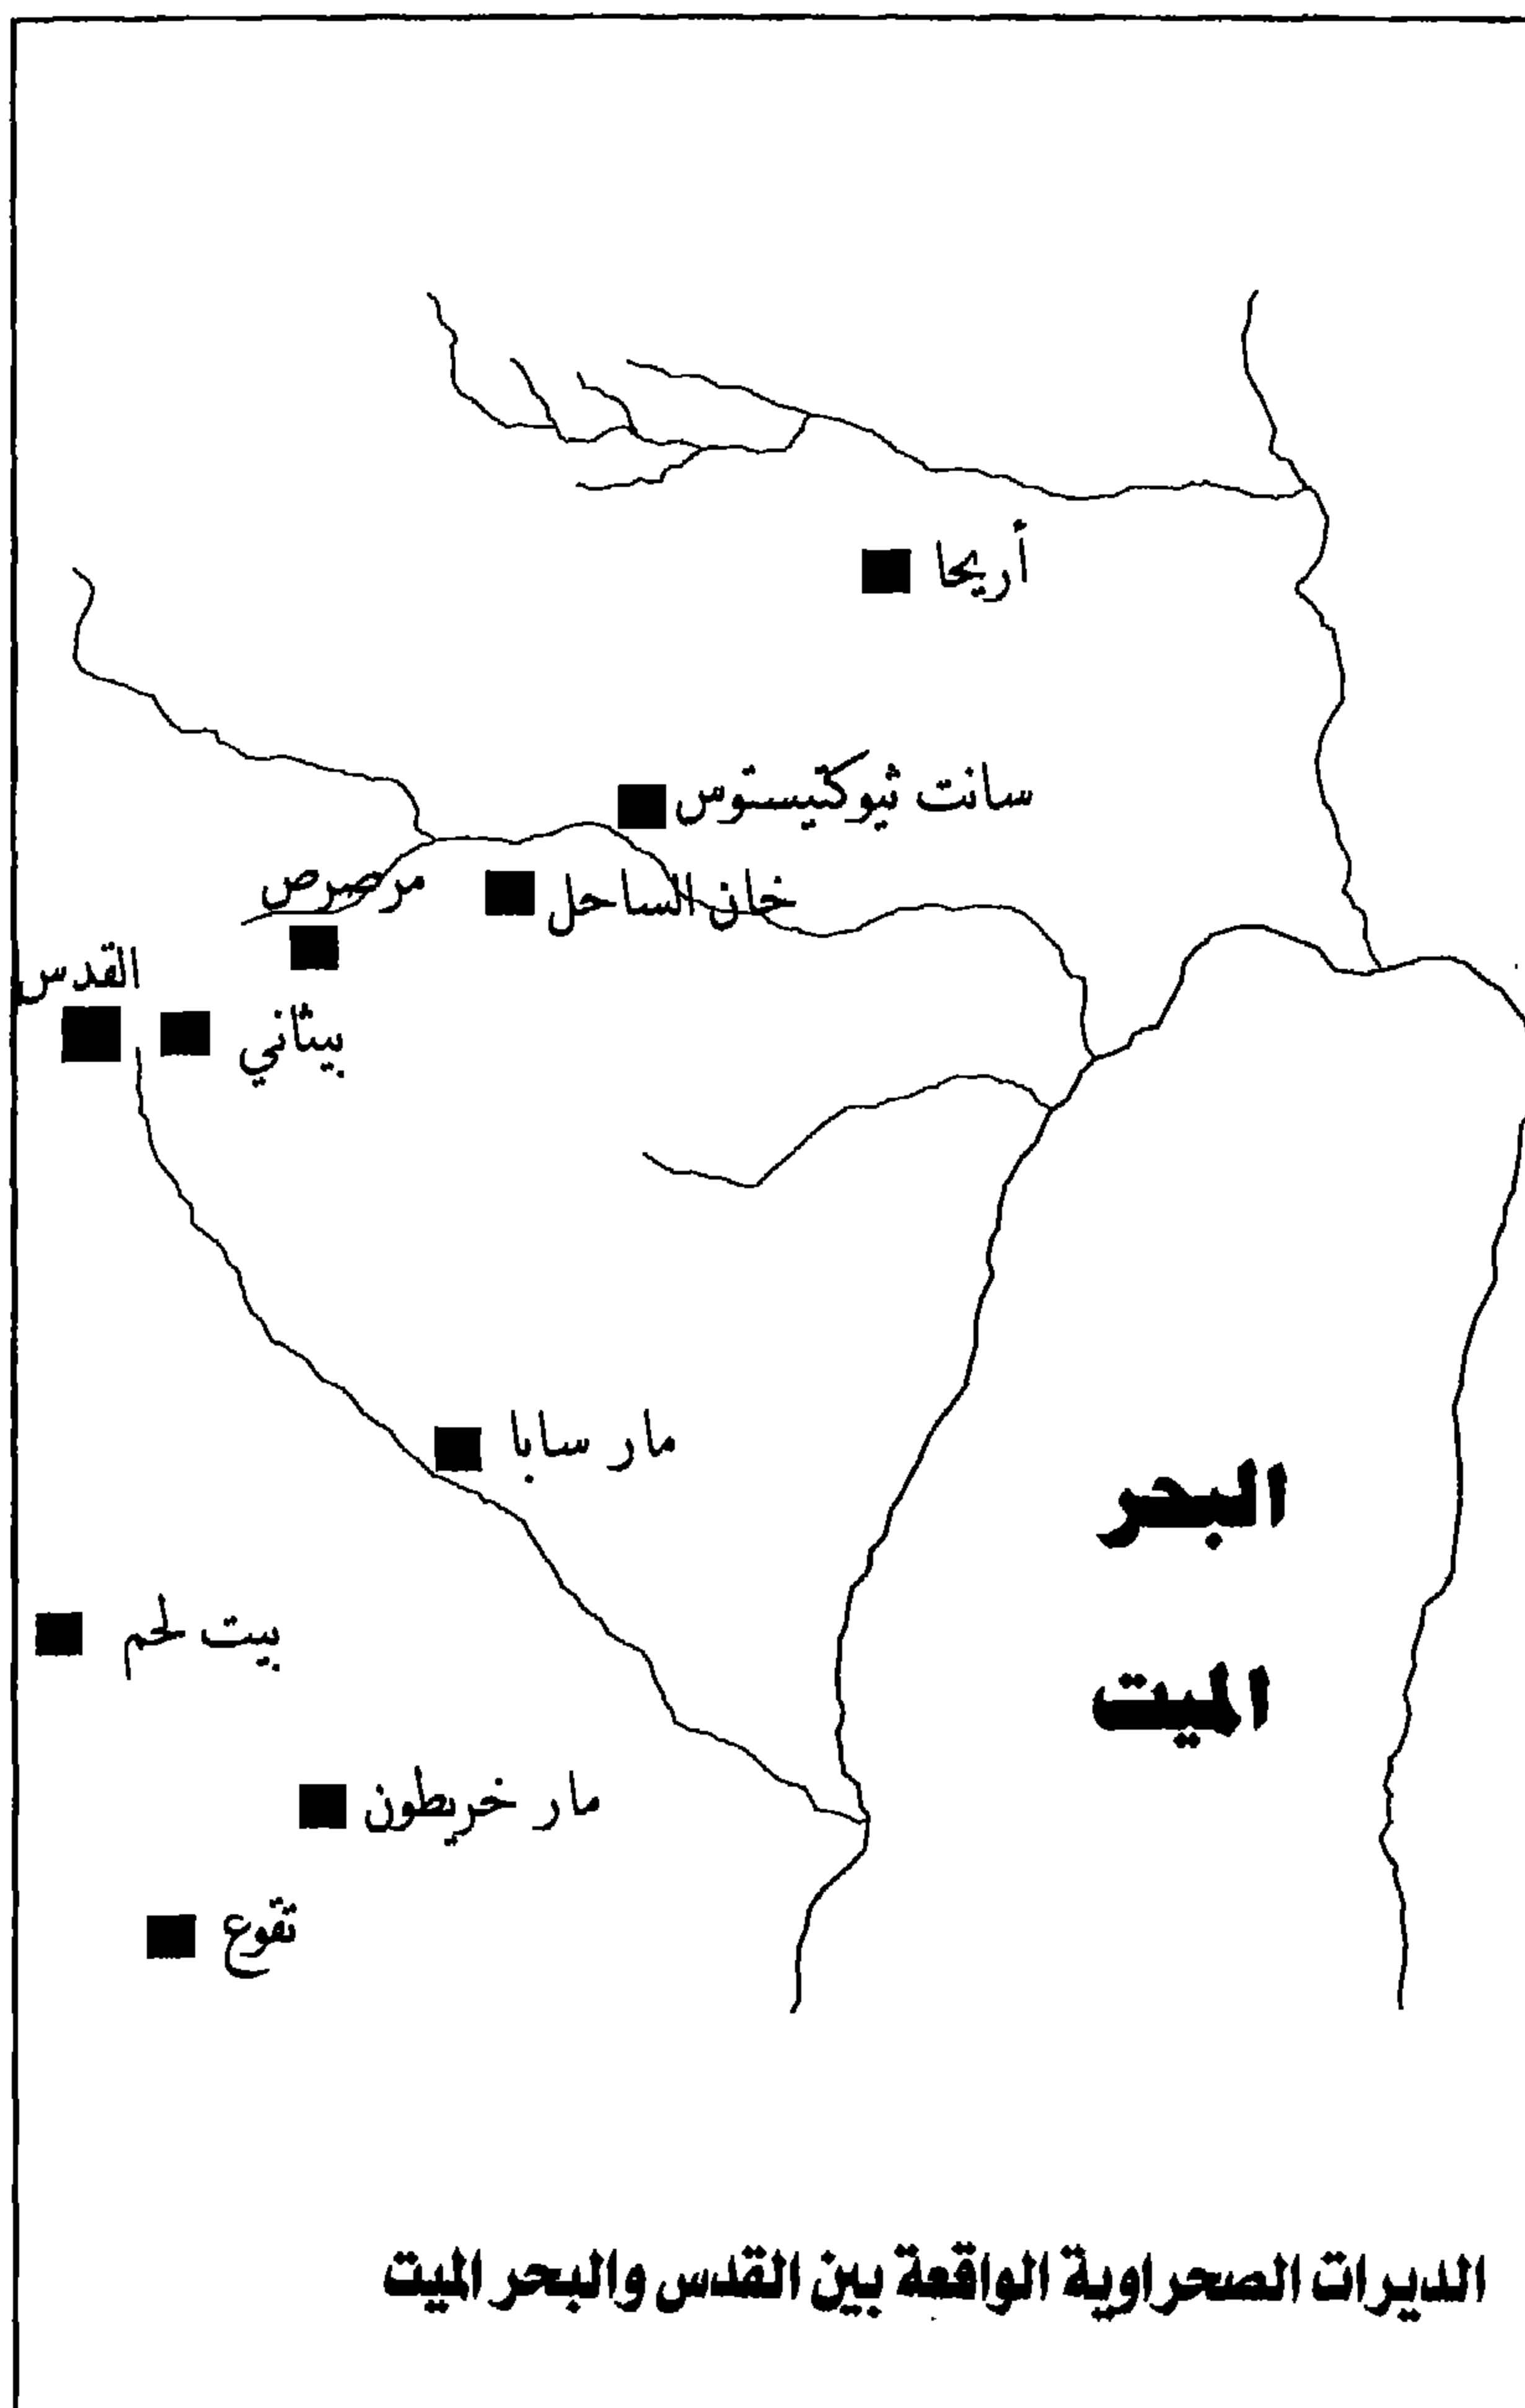 أريحا
سانت ثيوكتيستوس
خان الساحل
مرصرص
القدس
بيثاني
مار سابا
البحر
الميت
بيت لحم
مار خريطون
تقوع
الديرات الصحراوية الواقعة بين القدس والبحر الميت